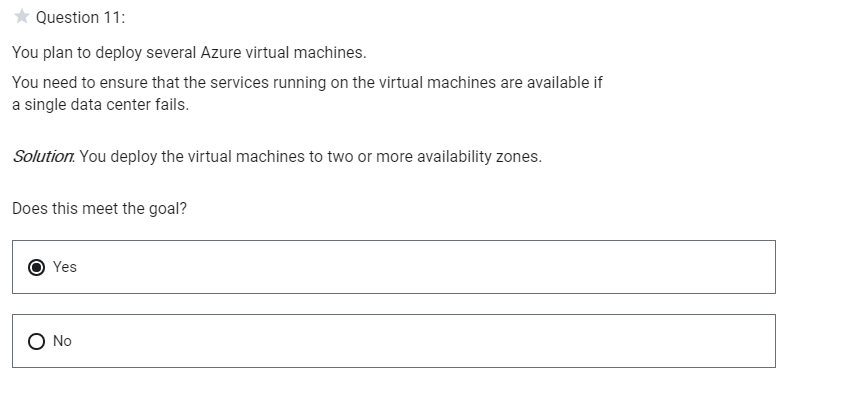 Question 11:
You plan to deploy several Azure virtual machines.
You need to ensure that the services running on the virtual machines are available if
a single data center fails.
Solution: You deploy the virtual machines to two or more availability zones.
Does this meet the goal?
Yes
No